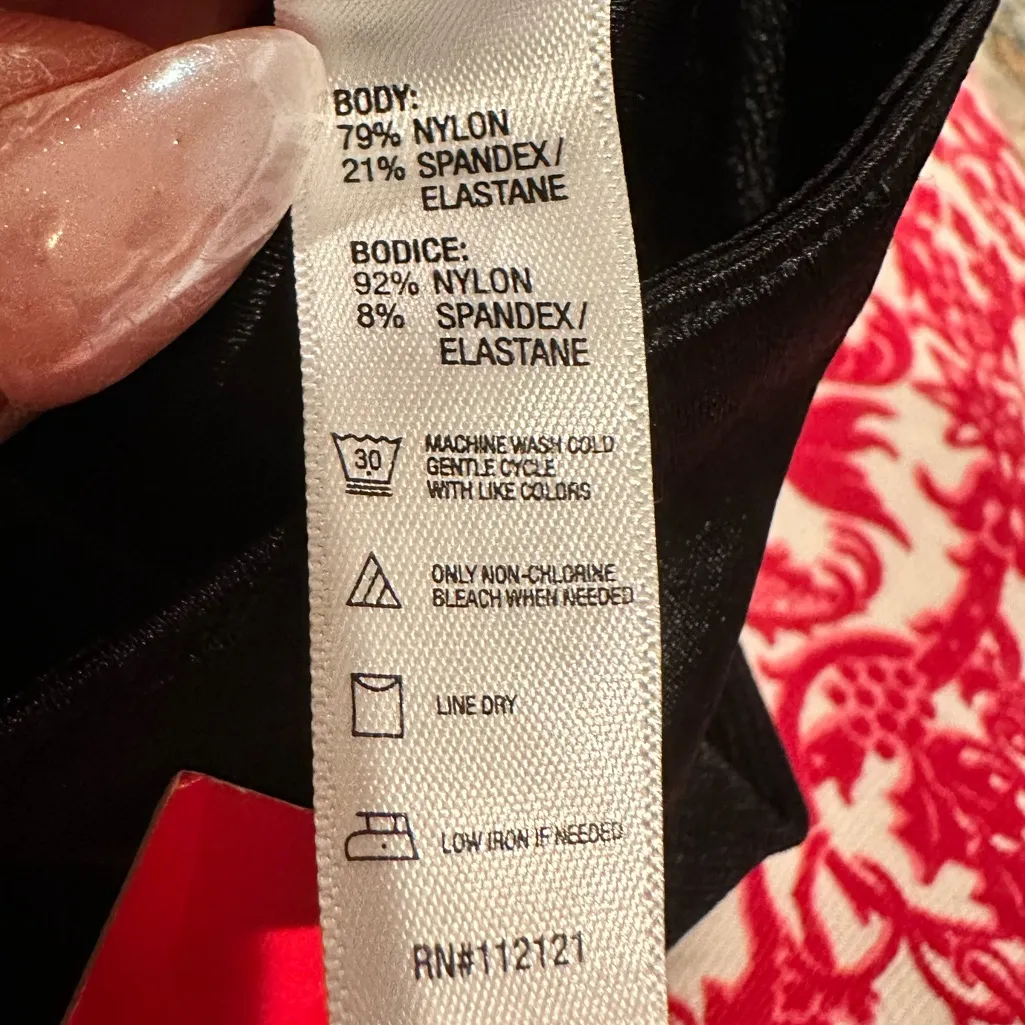 BODY:
79% NYLON
21% SPANDEX/
ELASTANE
BODICE:
92% NYLON
8% SPANDEX/
ELASTANE
30
MACHINE WASH COLD
GENTLE CYCLE
WITH LIKE COLORS
ONLY NON-CHLORINE
BLEACH WHEN NEEDED
LINE DRY
LOW IRON IF NEEDED
RN#112121